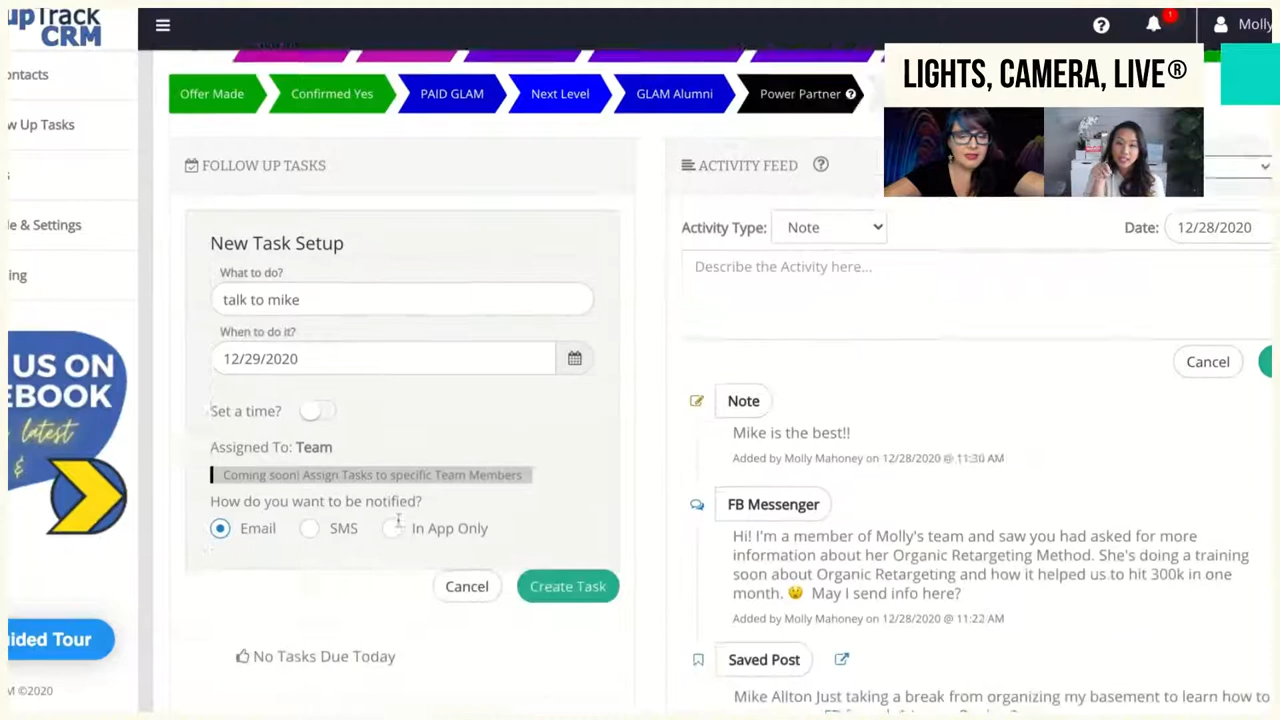 upTrack
CRM
Molly
1
LIGHTS, CAMERA, LIVE®
ontacts
w Up Tasks
s
le & Settings
ing
US ON
EBOOK
latest
&
uided Tour
M ©2020
Offer Made
Confirmed Yes
PAID GLAM
Next Level
GLAM Alumni
Power Partner
FOLLOW UP TASKS
New Task Setup
What to do?
talk to mike
When to do it?
12/29/2020
Set a time?
Assigned To: Team
Coming soon! Assign Tasks to specific Team Members
How do you want to be notified?
Email SMS In App Only
Cancel Create Task
No Tasks Due Today
ACTIVITY FEED
Activity Type: Note Date: 12/28/2020
Describe the Activity here...
Cancel
Note
Mike is the best!!
Added by Molly Mahoney on 12/28/2020 @ 11:30 AM
FB Messenger
Hi! I'm a member of Molly's team and saw you had asked for more
information about her Organic Retargeting Method. She's doing a training
soon about Organic Retargeting and how it helped us to hit 300k in one
month. 😮 May I send info here?
Added by Molly Mahoney on 12/28/2020 @ 11:22 AM
Saved Post
Mike Allton Just taking a break from organizing my basement to learn how to